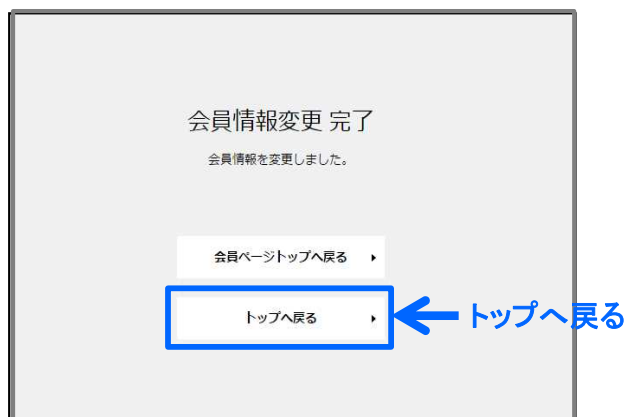 会員情報変更 完了
会員情報を変更しました。
会員ページトップへ戻る
トップへ戻る
トップへ戻る